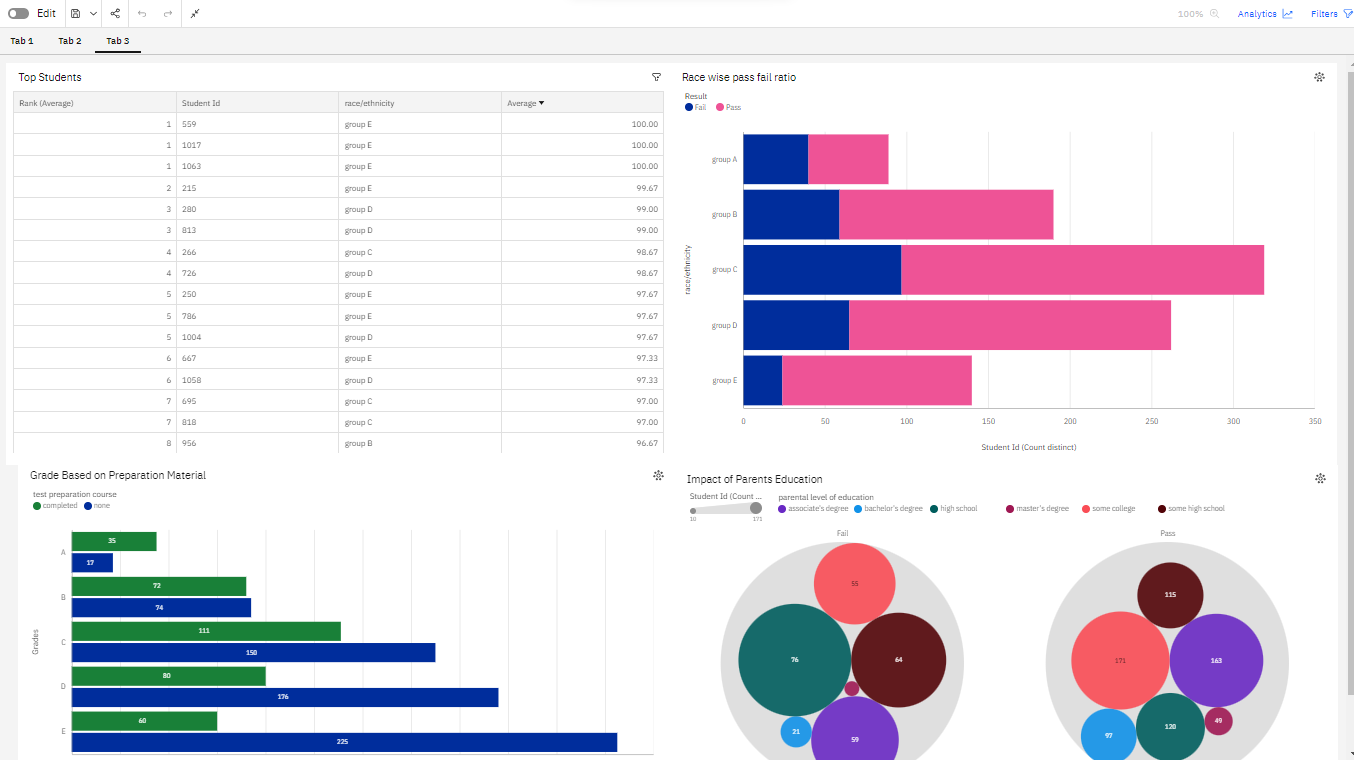 Edit
100%
Analytics
Filters
Tab 1 Tab 2 Tab 3
Top Students
Rank (Average) Student Id race/ethnicity Average
1 559 group E 100.00
1 1017 group E 100.00
1 1063 group E 100.00
2 215 group E 99.67
3 280 group D 99.00
3 813 group D 99.00
4 266 group C 98.67
4 726 group D 98.67
5 250 group E 97.67
5 786 group E 97.67
5 1004 group D 97.67
6 667 group E 97.33
6 1058 group D 97.33
7 695 group C 97.00
7 818 group C 97.00
8 956 group B 96.67
Race wise pass fail ratio
Result
Fail Pass
race/ethnicity
group A
group B
group C
group D
group E
0 50 100 150 200 250 300 350
Student Id (Count distinct)
Grade Based on Preparation Material
test preparation course
completed none
Grades
A 35
17
B 72
74
C 111
150
D 80
176
E 60
225
Impact of Parents Education
Student Id (Count ...
10 171
parental level of education
associate's degree bachelor's degree high school master's degree some college some high school
Fail
55
76
64
21
59
Pass
115
171
163
97
120
49